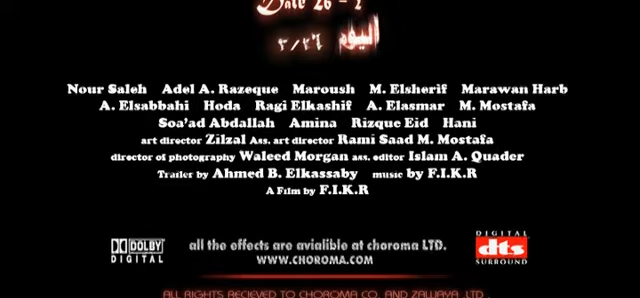 Date 26 - 2
اليوم ٢/٢٦
Nour Saleh Adel A. Razeque Maroush M. Elsherif Marawan Harb
A. Elsabbahi Hoda Ragi Elkashif A. Elasmar M. Mostafa
Soa'ad Abdallah Amina Rizque Eid Hani
art director Zilzal Ass. art director Rami Saad M. Mostafa
director of photography Waleed Morgan ass. editor Islam A. Quader
Trailer by Ahmed B. Elkassaby music by F.I.K.R
A Film by F.I.K.R
DOLBY
DIGITAL
all the effects are avialible at choroma LTD.
WWW.CHOROMA.COM
DIGITAL
dts
SURROUND
ALL RIGHTS RECIEVED TO CHOROMA CO. AND ZAWAYA .LTD